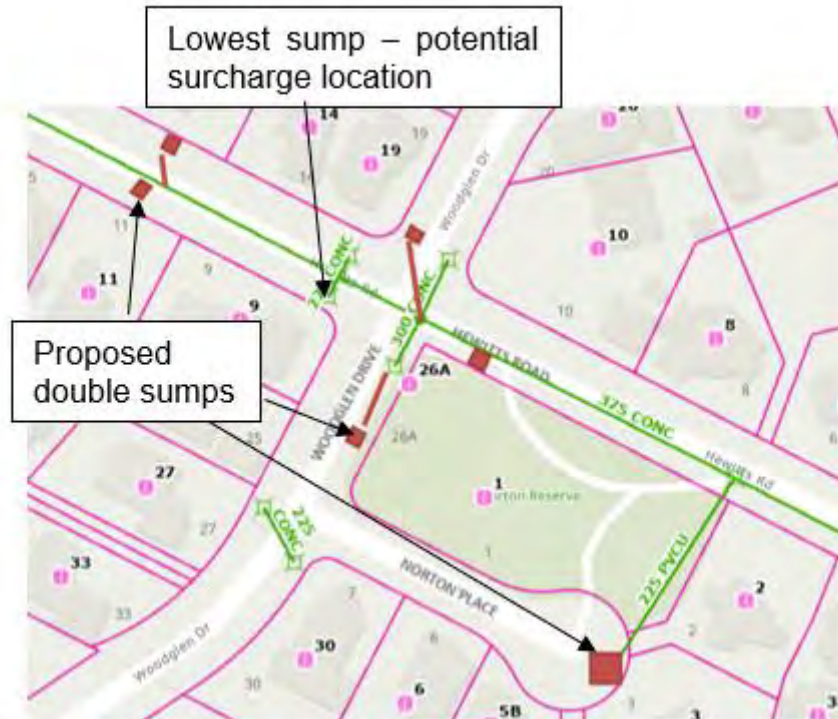 Lowest sump – potential
surcharge location
14
19
19
Woodglen Dr
20
10
11
11
9
9
10
8
8
300 CONC
HEWITTS ROAD
Proposed
double sumps
WOODGLEN DRIVE
26A
26A
375 CONC
Hewitts Rd
25
27
27
1
1
225
CONC
NORTON PLACE
225 PVCU
33
33
7
2
2
Woodglen Dr
30
30
6
6
5B
3